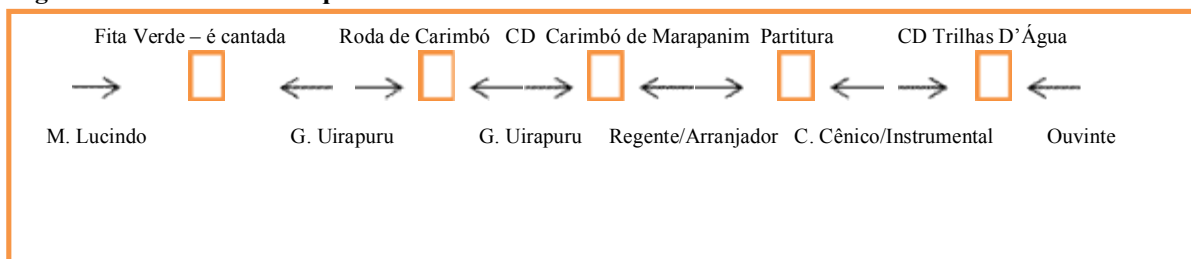 Fita Verde – é cantada Roda de Carimbó CD Carimbó de Marapanim Partitura CD Trilhas D’Água
M. Lucindo G. Uirapuru G. Uirapuru Regente/Arranjador C. Cênico/Instrumental Ouvinte